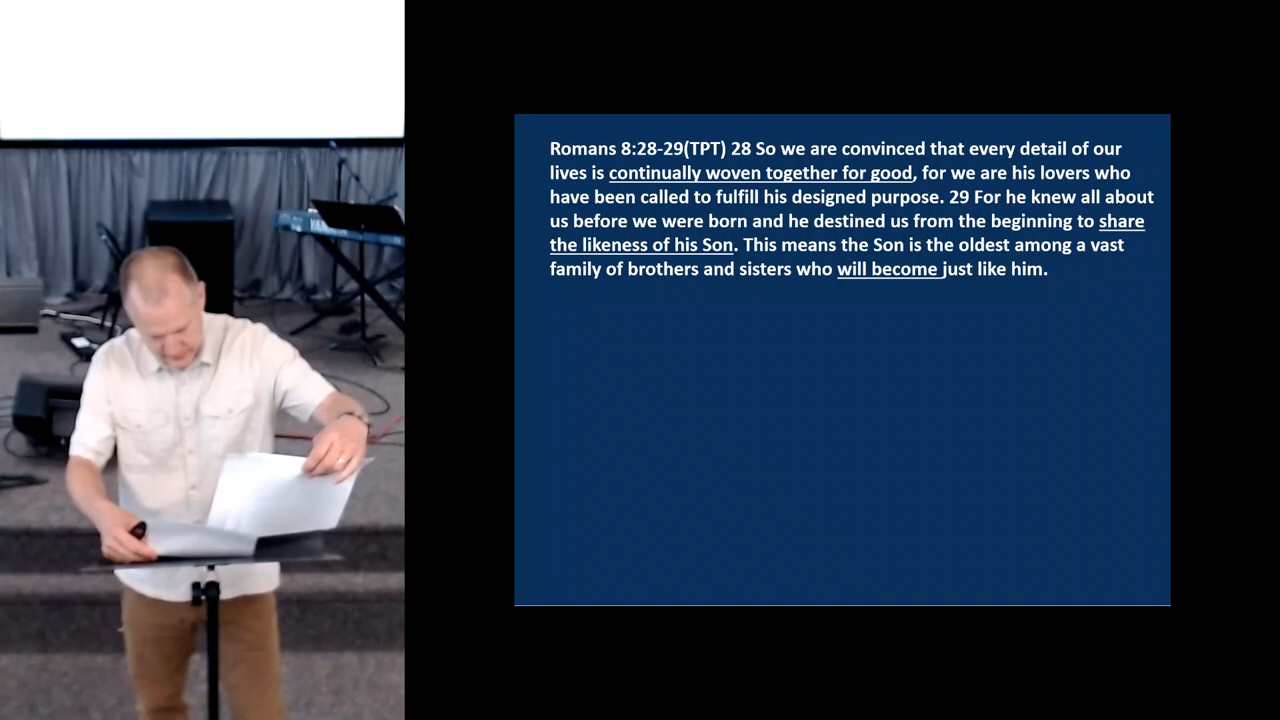 Romans 8:28-29(TPT) 28 So we are convinced that every detail of our
lives is continually woven together for good, for we are his lovers who
have been called to fulfill his designed purpose. 29 For he knew all about
us before we were born and he destined us from the beginning to share
the likeness of his Son. This means the Son is the oldest among a vast
family of brothers and sisters who will become just like him.